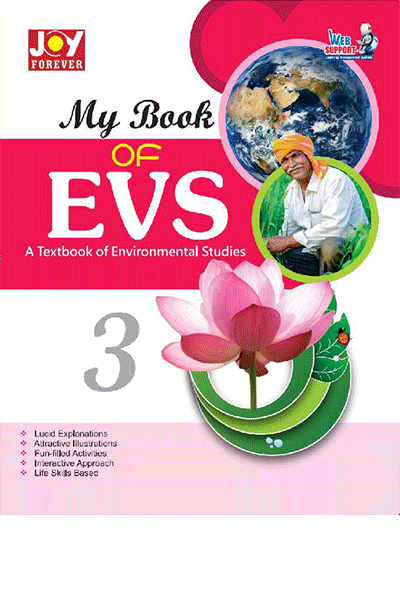 JOY
FOREVER
WEB
SUPPORT
My Book
OF
EVS
A Textbook of Environmental Studies
3
Lucid Explanations
Attractive Illustrations
Fun-filled Activities
Interactive Approach
Life Skills Based